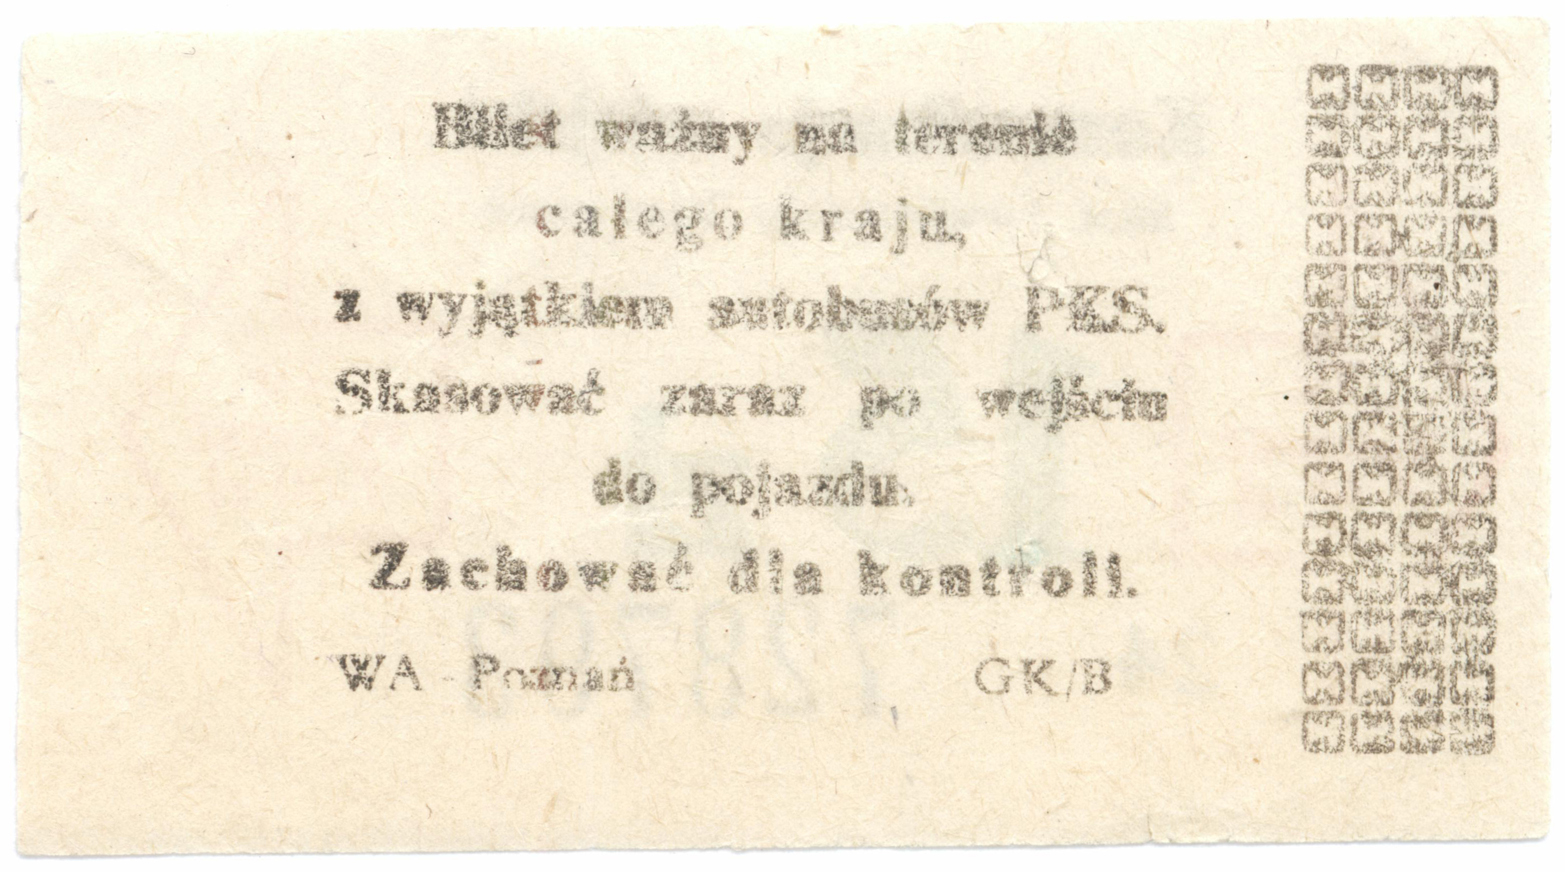 Bilet ważny na terenie
całego kraju,
z wyjątkiem autobusów PKS.
Skasować zaraz po wejściu
do pojazdu.
Zachować dla kontroli.
WA - Poznań GK/B